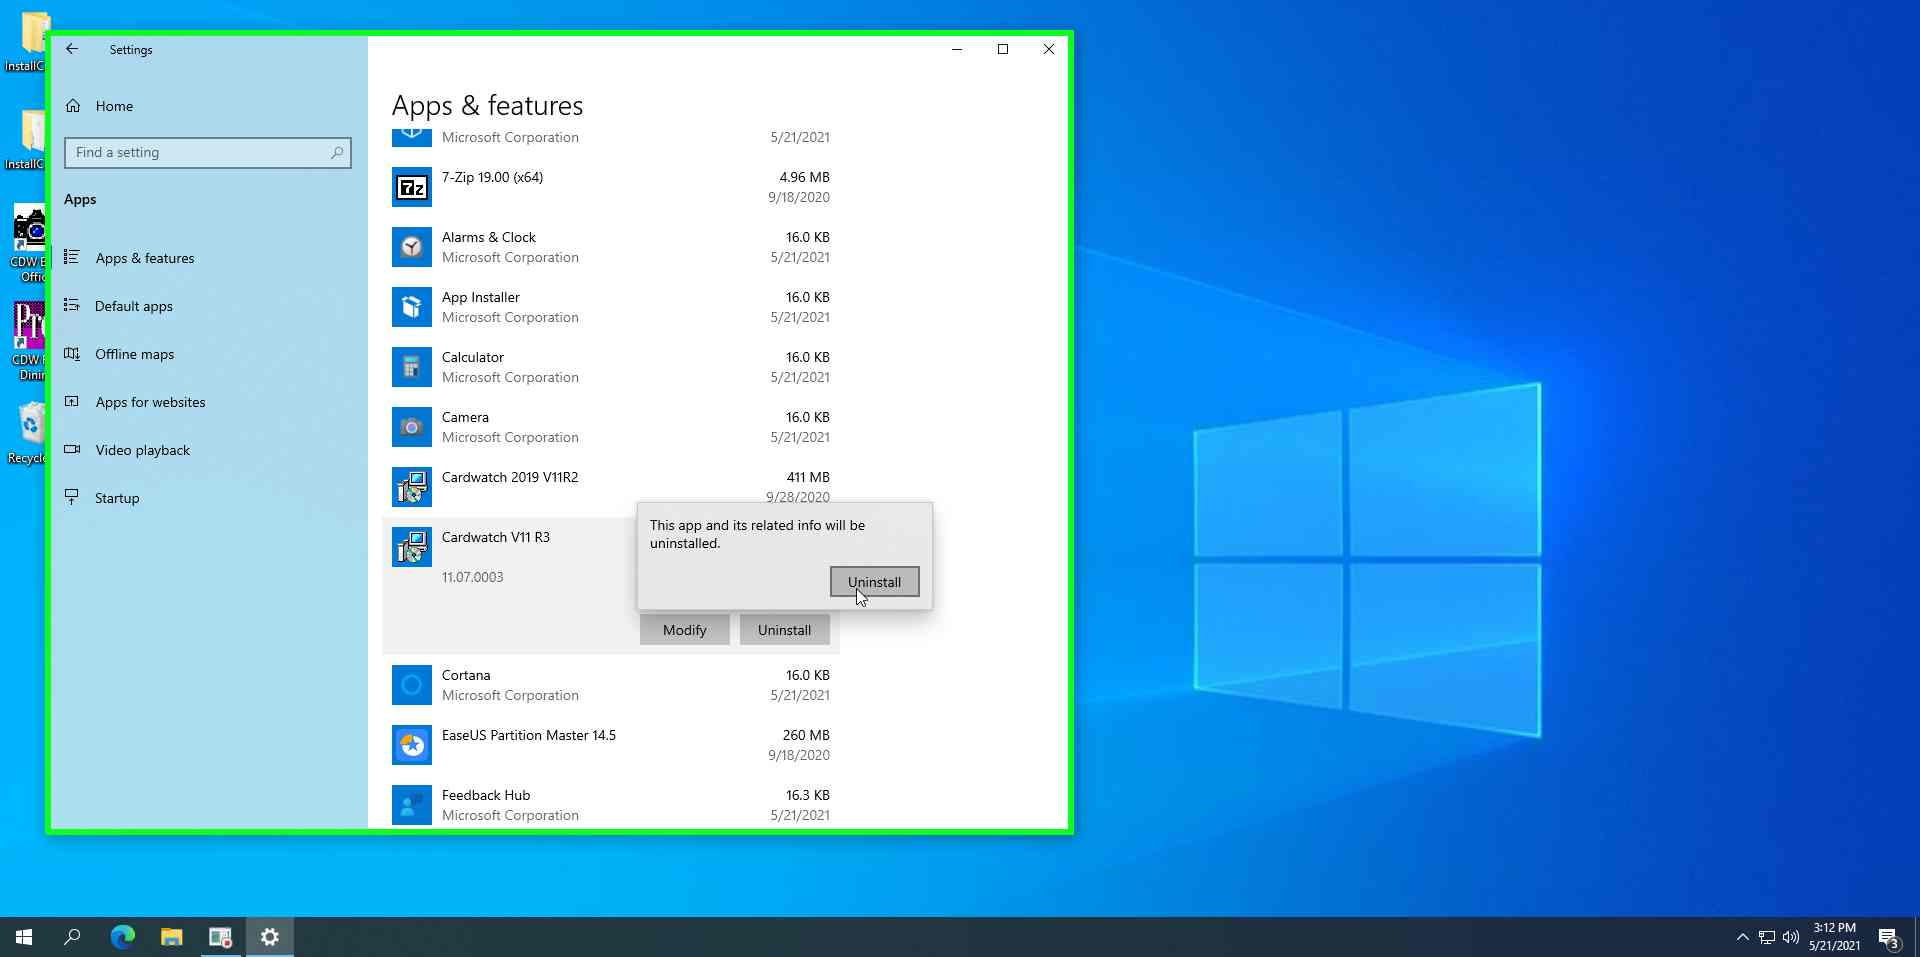 Settings
Home
Find a setting
Apps
Apps & features
Default apps
Offline maps
Apps for websites
Video playback
Startup
Apps & features
Microsoft Corporation 5/21/2021
7-Zip 19.00 (x64) 4.96 MB
9/18/2020
7z
Alarms & Clock 16.0 KB
Microsoft Corporation 5/21/2021
App Installer 16.0 KB
Microsoft Corporation 5/21/2021
Calculator 16.0 KB
Microsoft Corporation 5/21/2021
Camera 16.0 KB
Microsoft Corporation 5/21/2021
Cardwatch 2019 V11R2 411 MB
9/28/2020
Cardwatch V11 R3
11.07.0003
This app and its related info will be
uninstalled.
Uninstall
Modify Uninstall
Cortana 16.0 KB
Microsoft Corporation 5/21/2021
EaseUS Partition Master 14.5 260 MB
9/18/2020
Feedback Hub 16.3 KB
Microsoft Corporation 5/21/2021
InstallC
InstallC
CDW
Offic
CDW
Dinin
Recycle
3:12 PM
5/21/2021
3